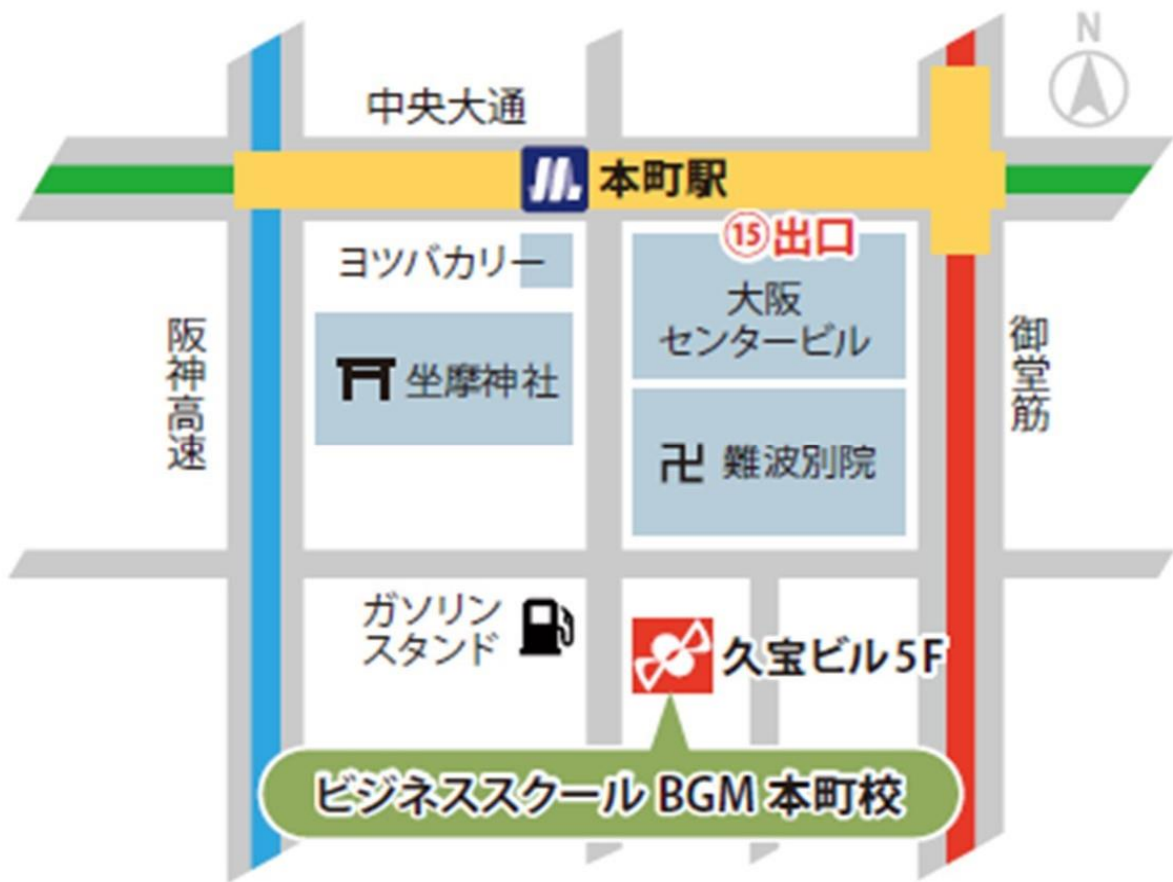 N
中央大通
本町駅
⑮出口
ヨツバカリー
大阪
センタービル
阪神高速
御堂筋
坐摩神社
卍 難波別院
ガソリン
スタンド
久宝ビル5F
ビジネススクール BGM 本町校